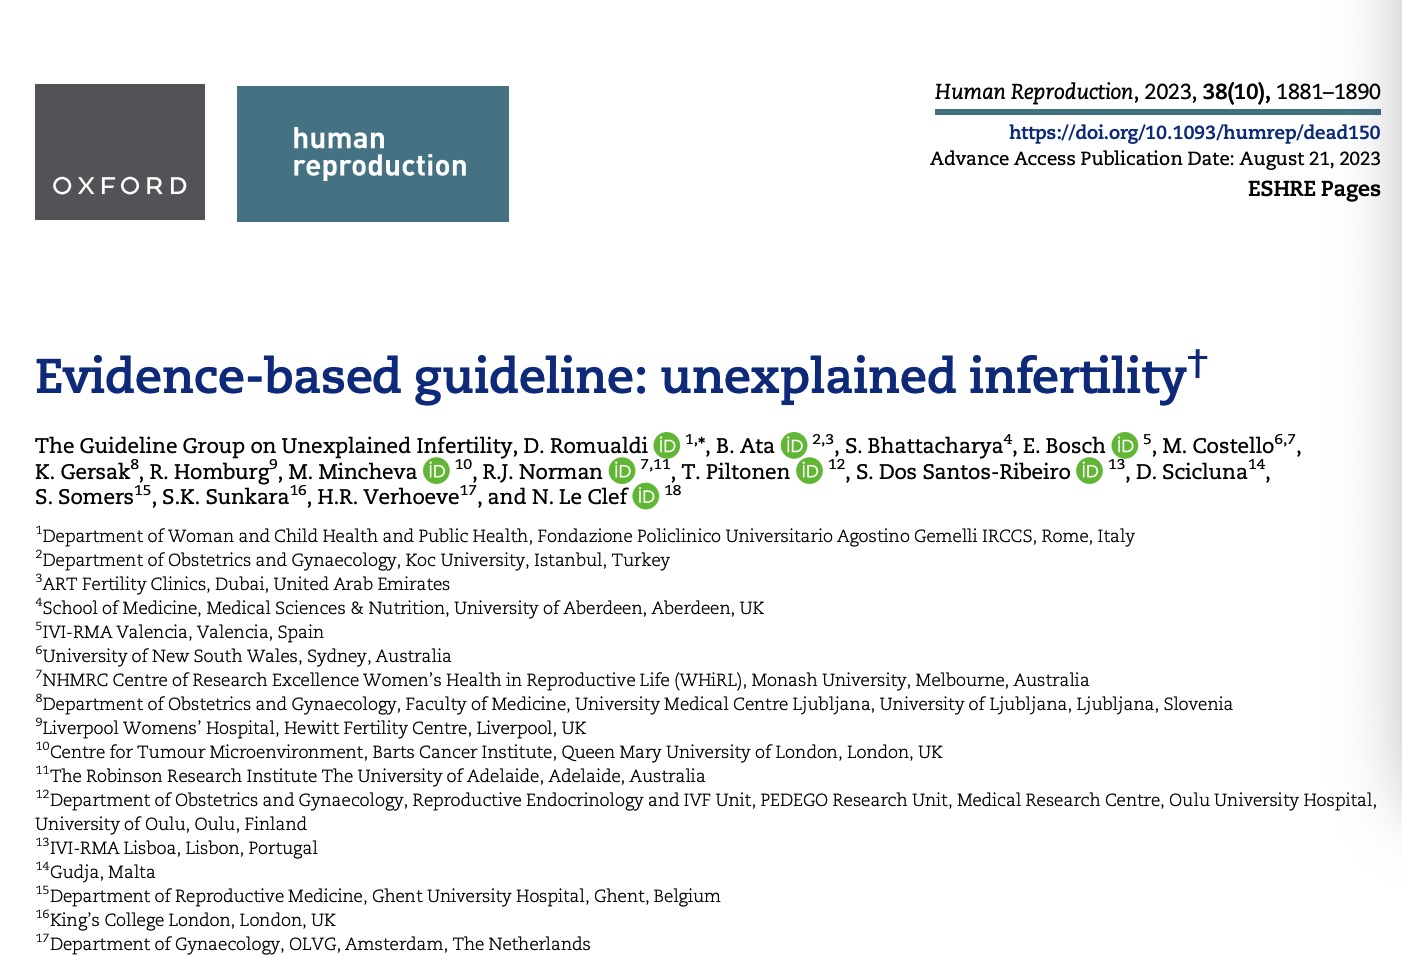 OXFORD
human
reproduction
Human Reproduction, 2023, 38(10), 1881–1890
https://doi.org/10.1093/humrep/dead150
Advance Access Publication Date: August 21, 2023
ESHRE Pages
Evidence-based guideline: unexplained infertility†
The Guideline Group on Unexplained Infertility, D. Romualdi iD 1,*, B. Ata iD 2,3, S. Bhattacharya4, E. Bosch iD 5, M. Costello6,7,
K. Gersak8, R. Homburg9, M. Mincheva iD 10, R.J. Norman iD 7,11, T. Piltonen iD 12, S. Dos Santos-Ribeiro iD 13, D. Scicluna14,
S. Somers15, S.K. Sunkara16, H.R. Verhoeve17, and N. Le Clef iD 18
1Department of Woman and Child Health and Public Health, Fondazione Policlinico Universitario Agostino Gemelli IRCCS, Rome, Italy
2Department of Obstetrics and Gynaecology, Koc University, Istanbul, Turkey
3ART Fertility Clinics, Dubai, United Arab Emirates
4School of Medicine, Medical Sciences & Nutrition, University of Aberdeen, Aberdeen, UK
5IVI-RMA Valencia, Valencia, Spain
6University of New South Wales, Sydney, Australia
7NHMRC Centre of Research Excellence Women’s Health in Reproductive Life (WHiRL), Monash University, Melbourne, Australia
8Department of Obstetrics and Gynaecology, Faculty of Medicine, University Medical Centre Ljubljana, University of Ljubljana, Ljubljana, Slovenia
9Liverpool Womens’ Hospital, Hewitt Fertility Centre, Liverpool, UK
10Centre for Tumour Microenvironment, Barts Cancer Institute, Queen Mary University of London, London, UK
11The Robinson Research Institute The University of Adelaide, Adelaide, Australia
12Department of Obstetrics and Gynaecology, Reproductive Endocrinology and IVF Unit, PEDEGO Research Unit, Medical Research Centre, Oulu University Hospital,
University of Oulu, Oulu, Finland
13IVI-RMA Lisboa, Lisbon, Portugal
14Gudja, Malta
15Department of Reproductive Medicine, Ghent University Hospital, Ghent, Belgium
16King’s College London, London, UK
17Department of Gynaecology, OLVG, Amsterdam, The Netherlands